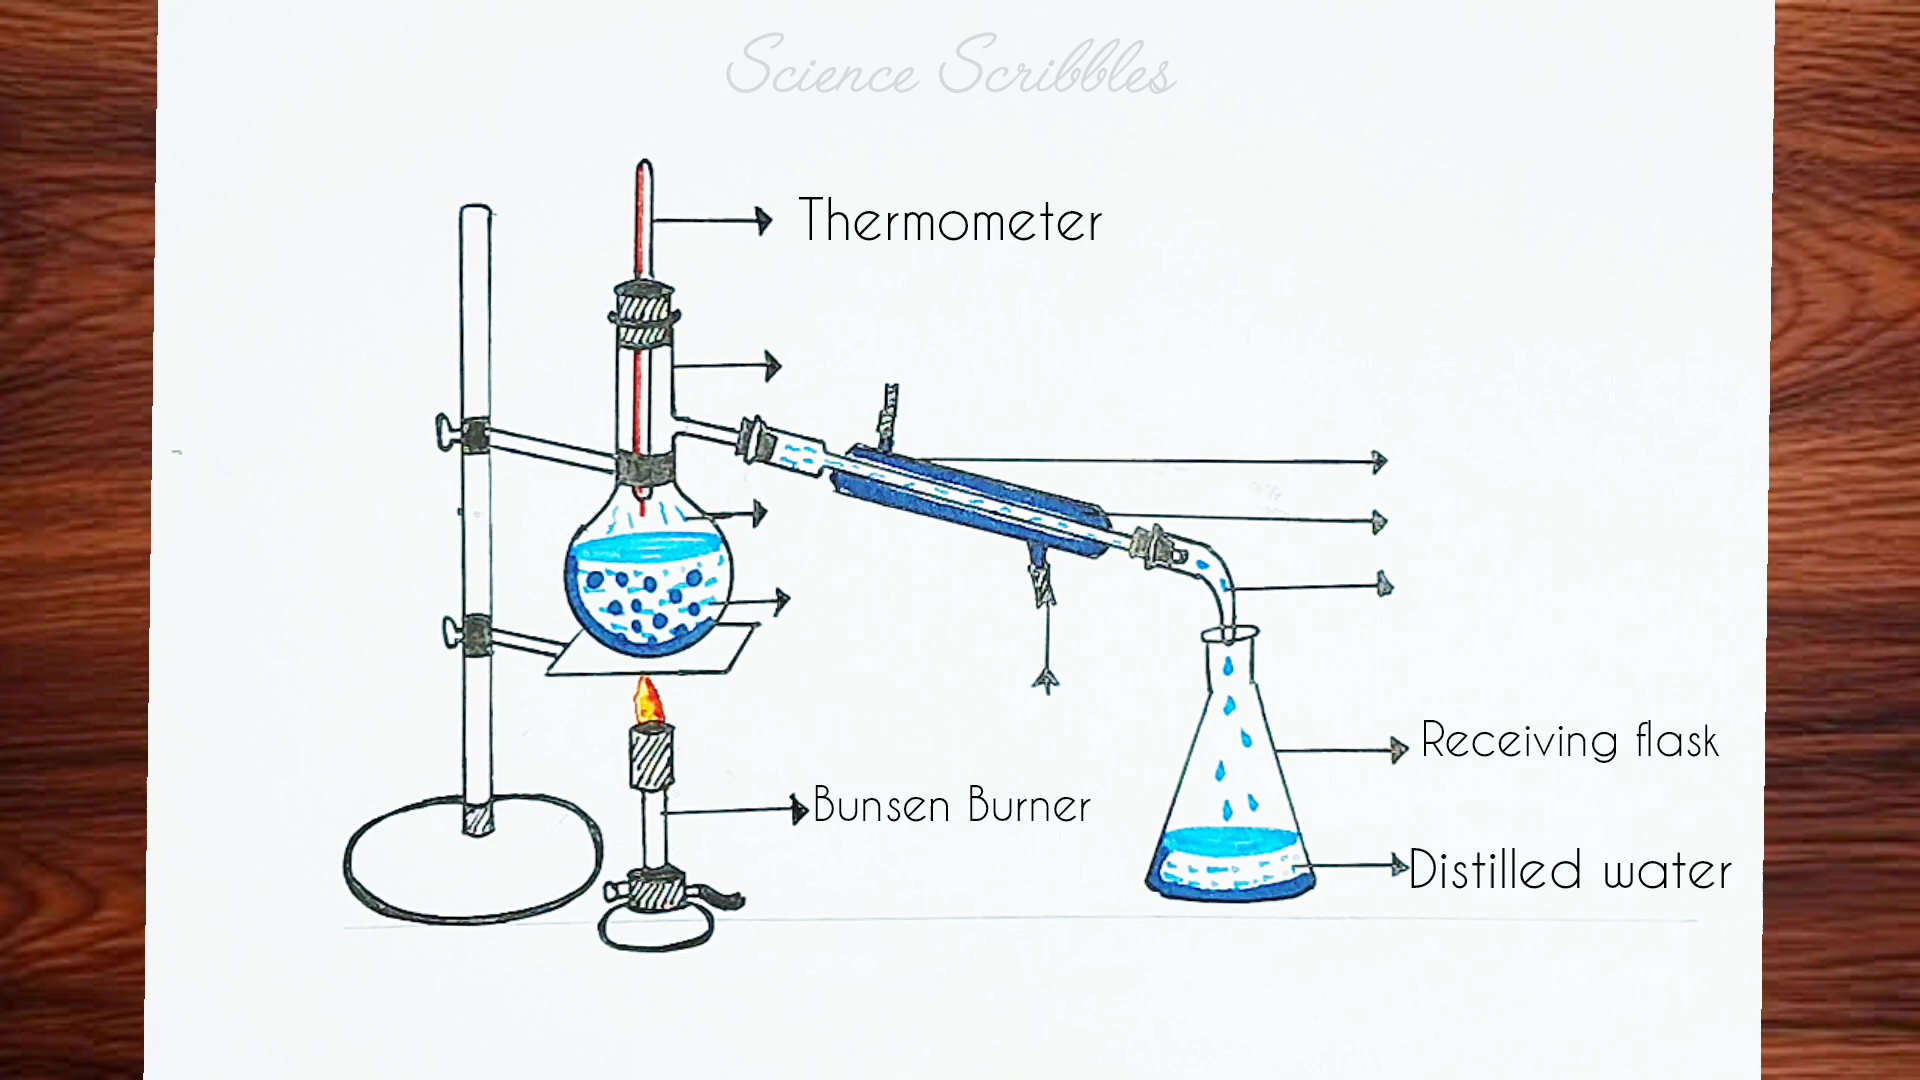 Science Scribbles
Thermometer
Bunsen Burner
Receiving flask
Distilled water